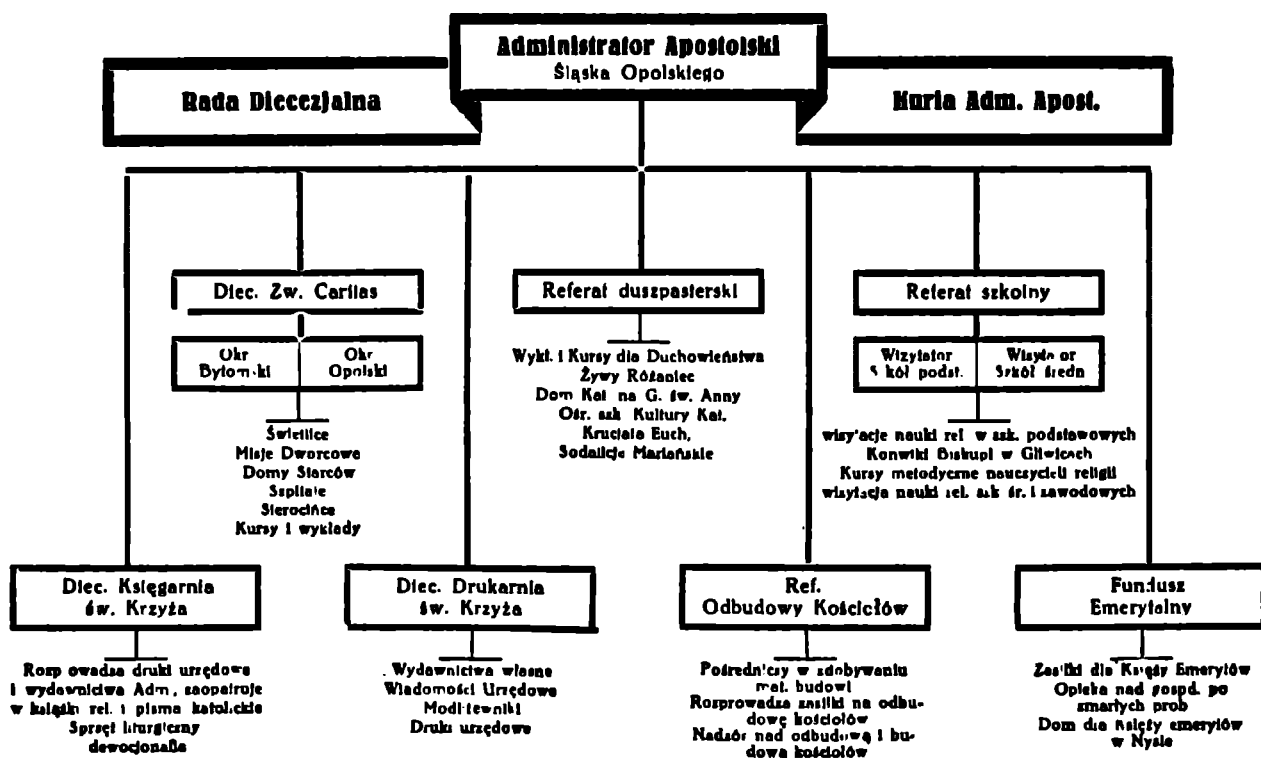 Administrator Apostolski
Śląska Opolskiego
Rada Diecezjalna
Kuria Adm. Apost.
Diec. Zw. Caritas
Okr
Bytomski
Okr
Opolski
Świetlice
Misje Dworcowe
Domy Starców
Szpitale
Sierocińce
Kursy i wykłady
Referat duszpasterski
Wykł. i Kursy dla Duchowieństwa
Żywy Różaniec
Dom Kat na G. św. Anny
Ośr. szk Kultury Kat.
Krucjata Euch,
Sodalicje Mariańskie
Referat szkolny
Wizytator
Szkół podst.
Wizytator
Szkół średn
wizytacje nauki rel. w szk. podstawowych
Konwikt Biskupi w Gliwicach
Kursy metodyczne nauczycieli religii
wizytacja nauki rel. szk śr. i zawodowych
Diec. Księgarnia
św. Krzyża
Rozprowadza druki urzędowe
i wydawnictwa Adm, zaopatruje
w książki rel. i pisma katolickie
Sprzęt liturgiczny
dewocjonalia
Diec. Drukarnia
św. Krzyża
Wydawnictwa własne
Wiadomości Urzędowe
Modlitewniki
Druki urzędowe
Ref.
Odbudowy Kościołów
Pośredniczy w zdobywaniu
mat. budowl
Rozprowadza zasiłki na odbu-
dowę kościołów
Nadzór nad odbudową i bu-
dową kościołów
Fundusz
Emerytalny
Zasiłki dla Księży Emerytów
Opieka nad gospd. po
zmarłych prob
Dom dla Księży emerytów
w Nysie